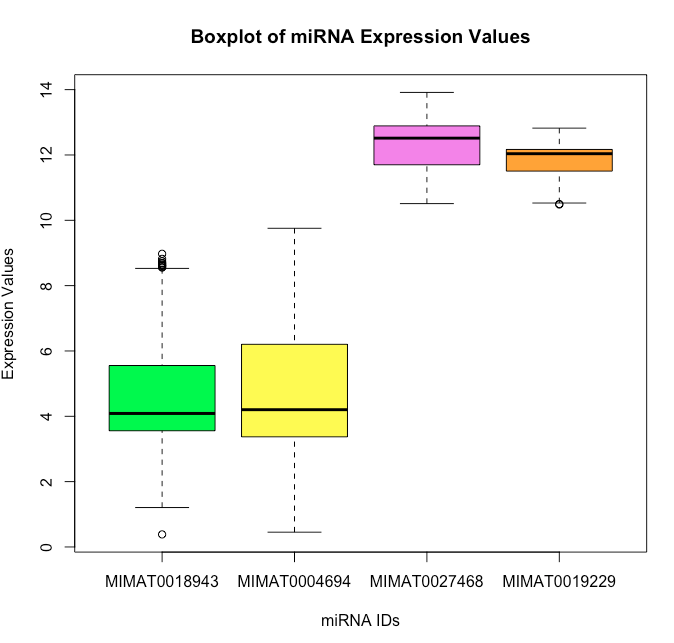 Boxplot of miRNA Expression Values
14
12
10
8
6
4
2
0
Expression Values
MIMAT0018943 MIMAT0004694 MIMAT0027468 MIMAT0019229
miRNA IDs